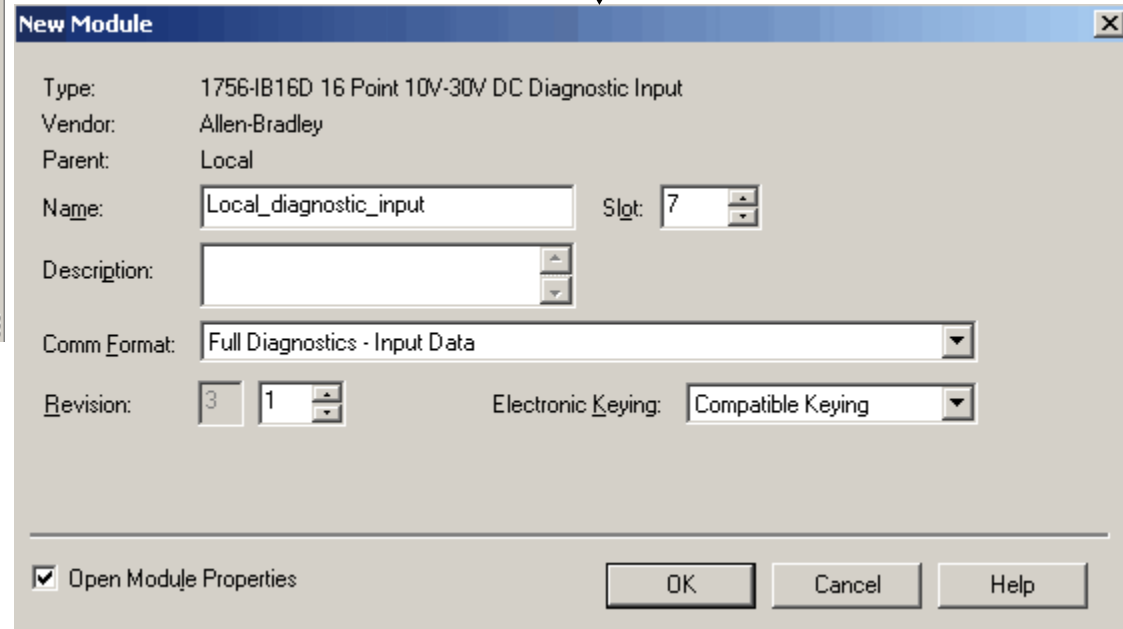 New Module
Type: 1756-IB16D 16 Point 10V-30V DC Diagnostic Input
Vendor: Allen-Bradley
Parent: Local
Name: Local_diagnostic_input Slot: 7
Description:
Comm Format: Full Diagnostics - Input Data
Revision: 3 1 Electronic Keying: Compatible Keying
Open Module Properties OK Cancel Help